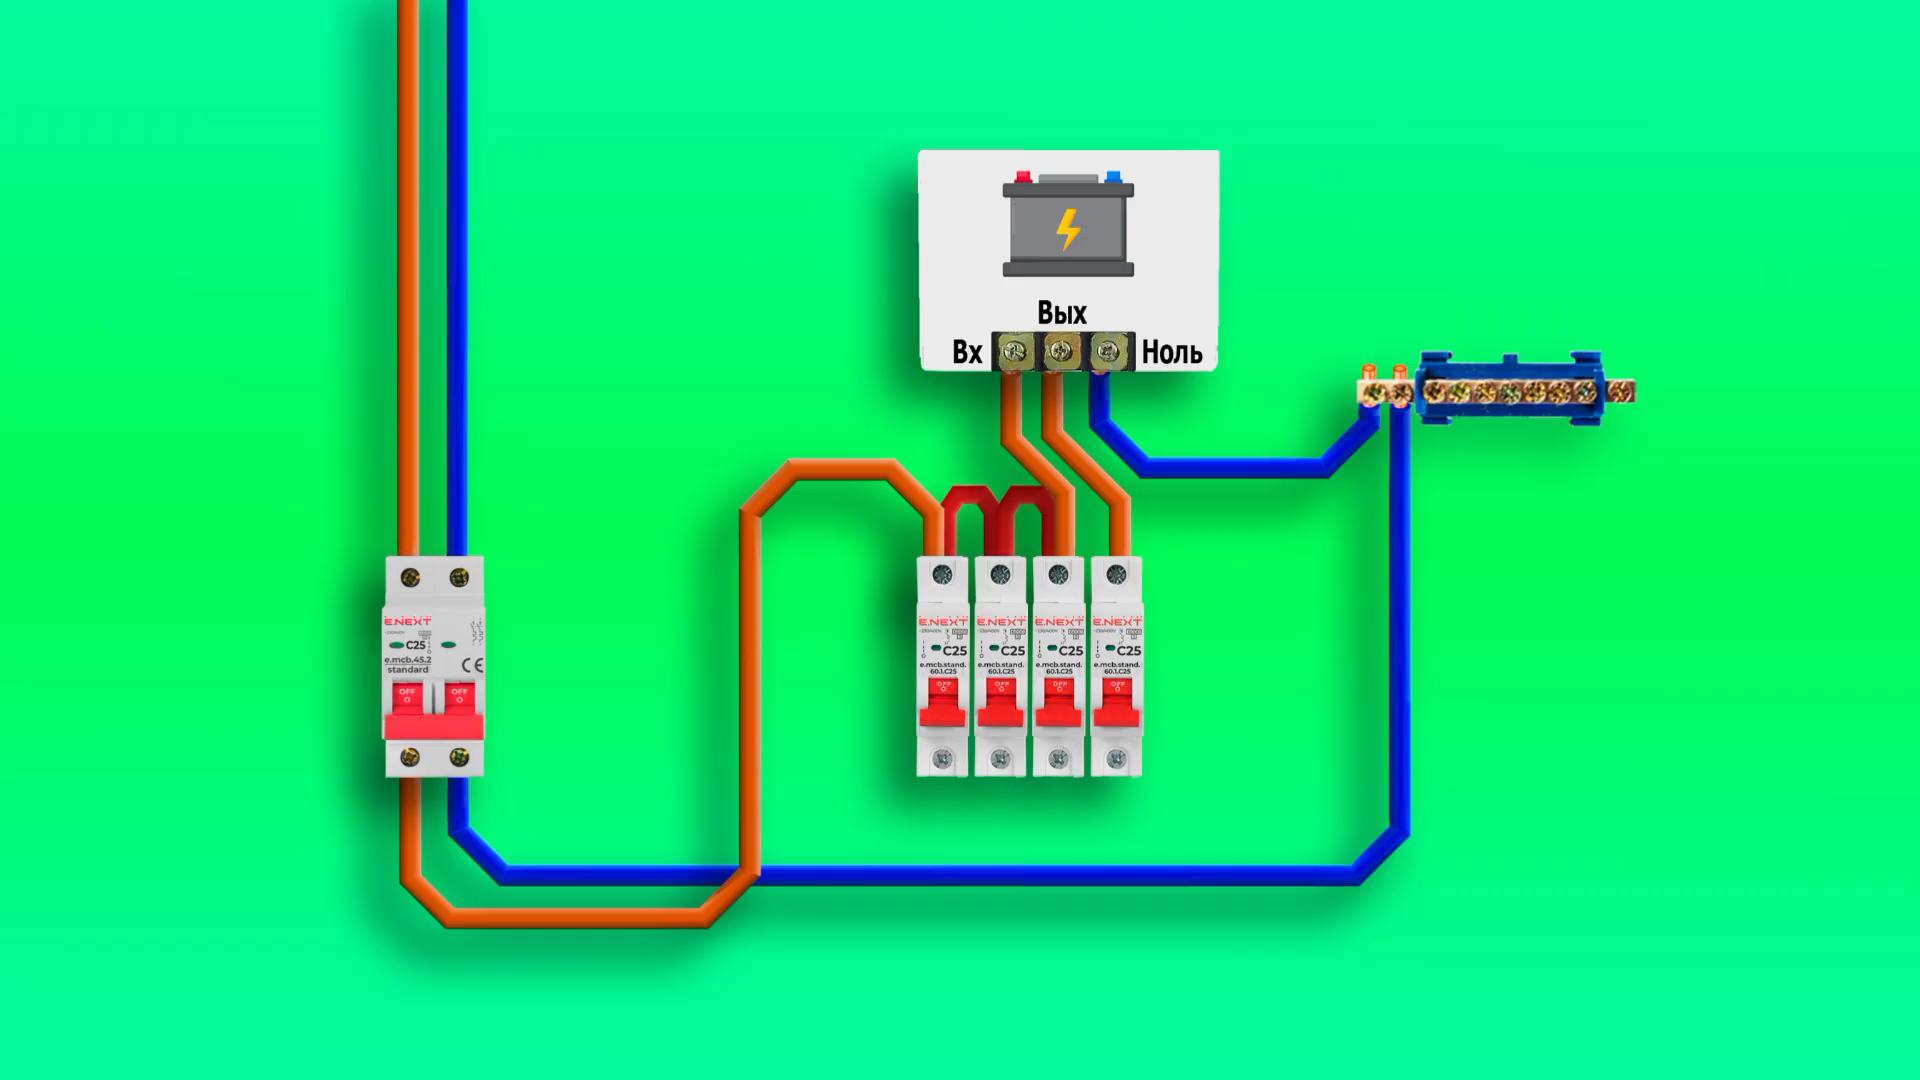 Вых
Вх
Ноль
E.NEXT
C25
e.mcb.45.2
standard
CE
OFF
OFF
E.NEXT
C25
e.mcb.stand.
60.1.C25
OFF
E.NEXT
C25
e.mcb.stand.
60.1.C25
OFF
E.NEXT
C25
e.mcb.stand.
60.1.C25
OFF
E.NEXT
C25
e.mcb.stand.
60.1.C25
OFF